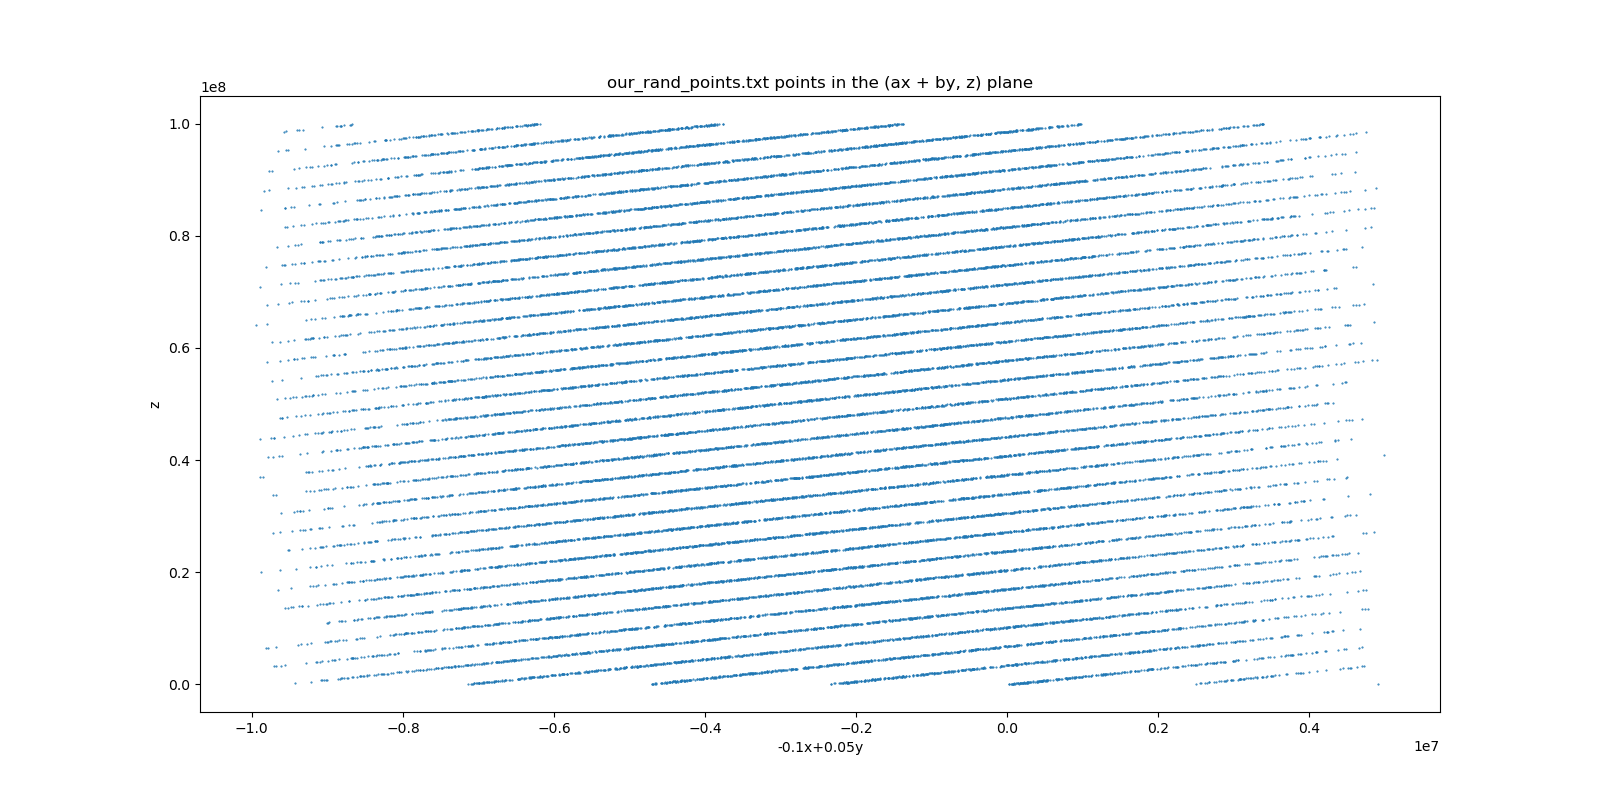 our_rand_points.txt points in the (ax + by, z) plane
1e8
1.0
0.8
0.6
z
0.4
0.2
0.0
−1.0 −0.8 −0.6 −0.4 −0.2 0.0 0.2 0.4
-0.1x+0.05y 1e7